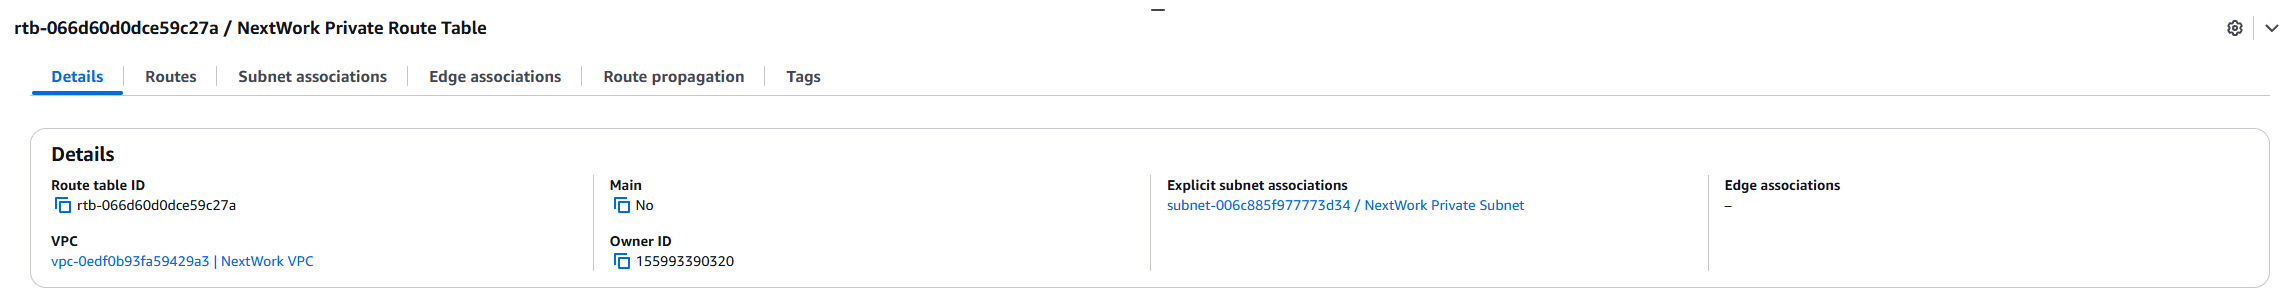 rtb-066d60d0dce59c27a / NextWork Private Route Table
Details
Routes
Subnet associations
Edge associations
Route propagation
Tags
Details
Route table ID
rtb-066d60d0dce59c27a
VPC
vpc-0edf0b93fa59429a3 | NextWork VPC
Main
No
Owner ID
155993390320
Explicit subnet associations
subnet-006c885f977773d34 / NextWork Private Subnet
Edge associations
–